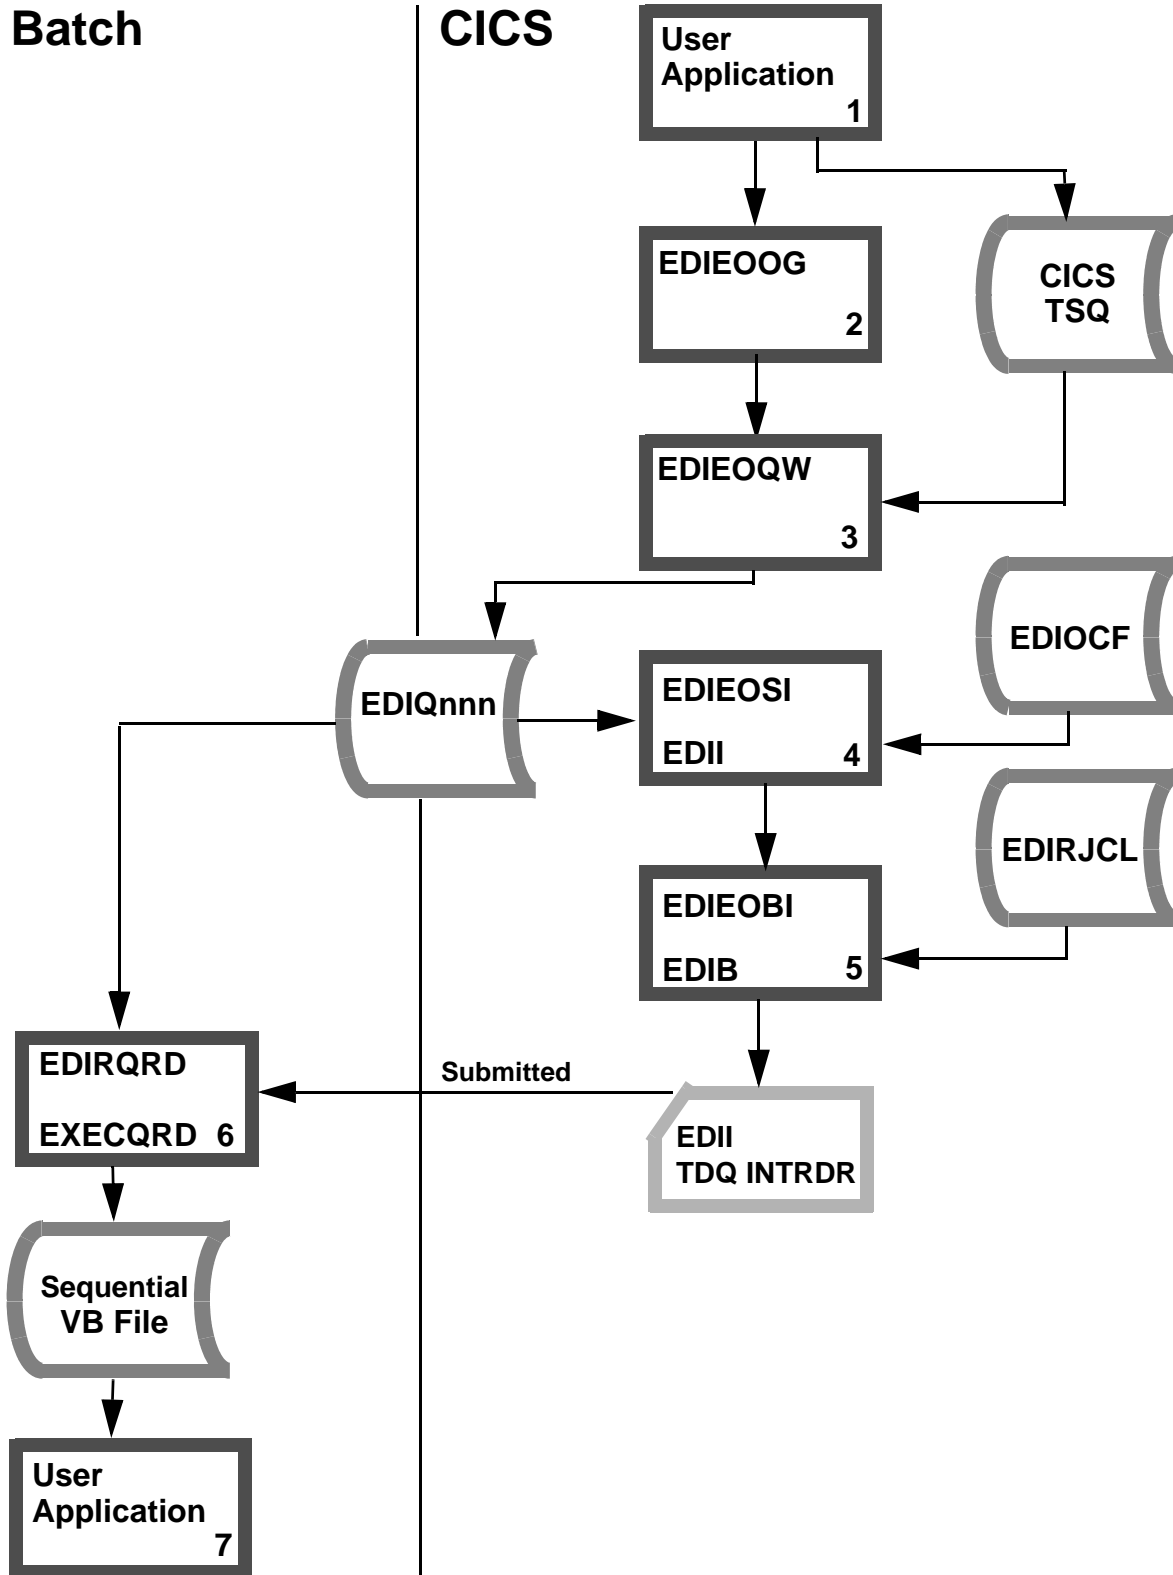 Batch
CICS
User
Application
1
EDIEOOG
2
CICS
TSQ
EDIEOQW
3
EDIOCF
EDIQnnn
EDIEOSI
EDII
4
EDIRJCL
EDIEOBI
EDIB
5
EDIRQRD
EXECQRD 6
Submitted
EDII
TDQ INTRDR
Sequential
VB File
User
Application
7